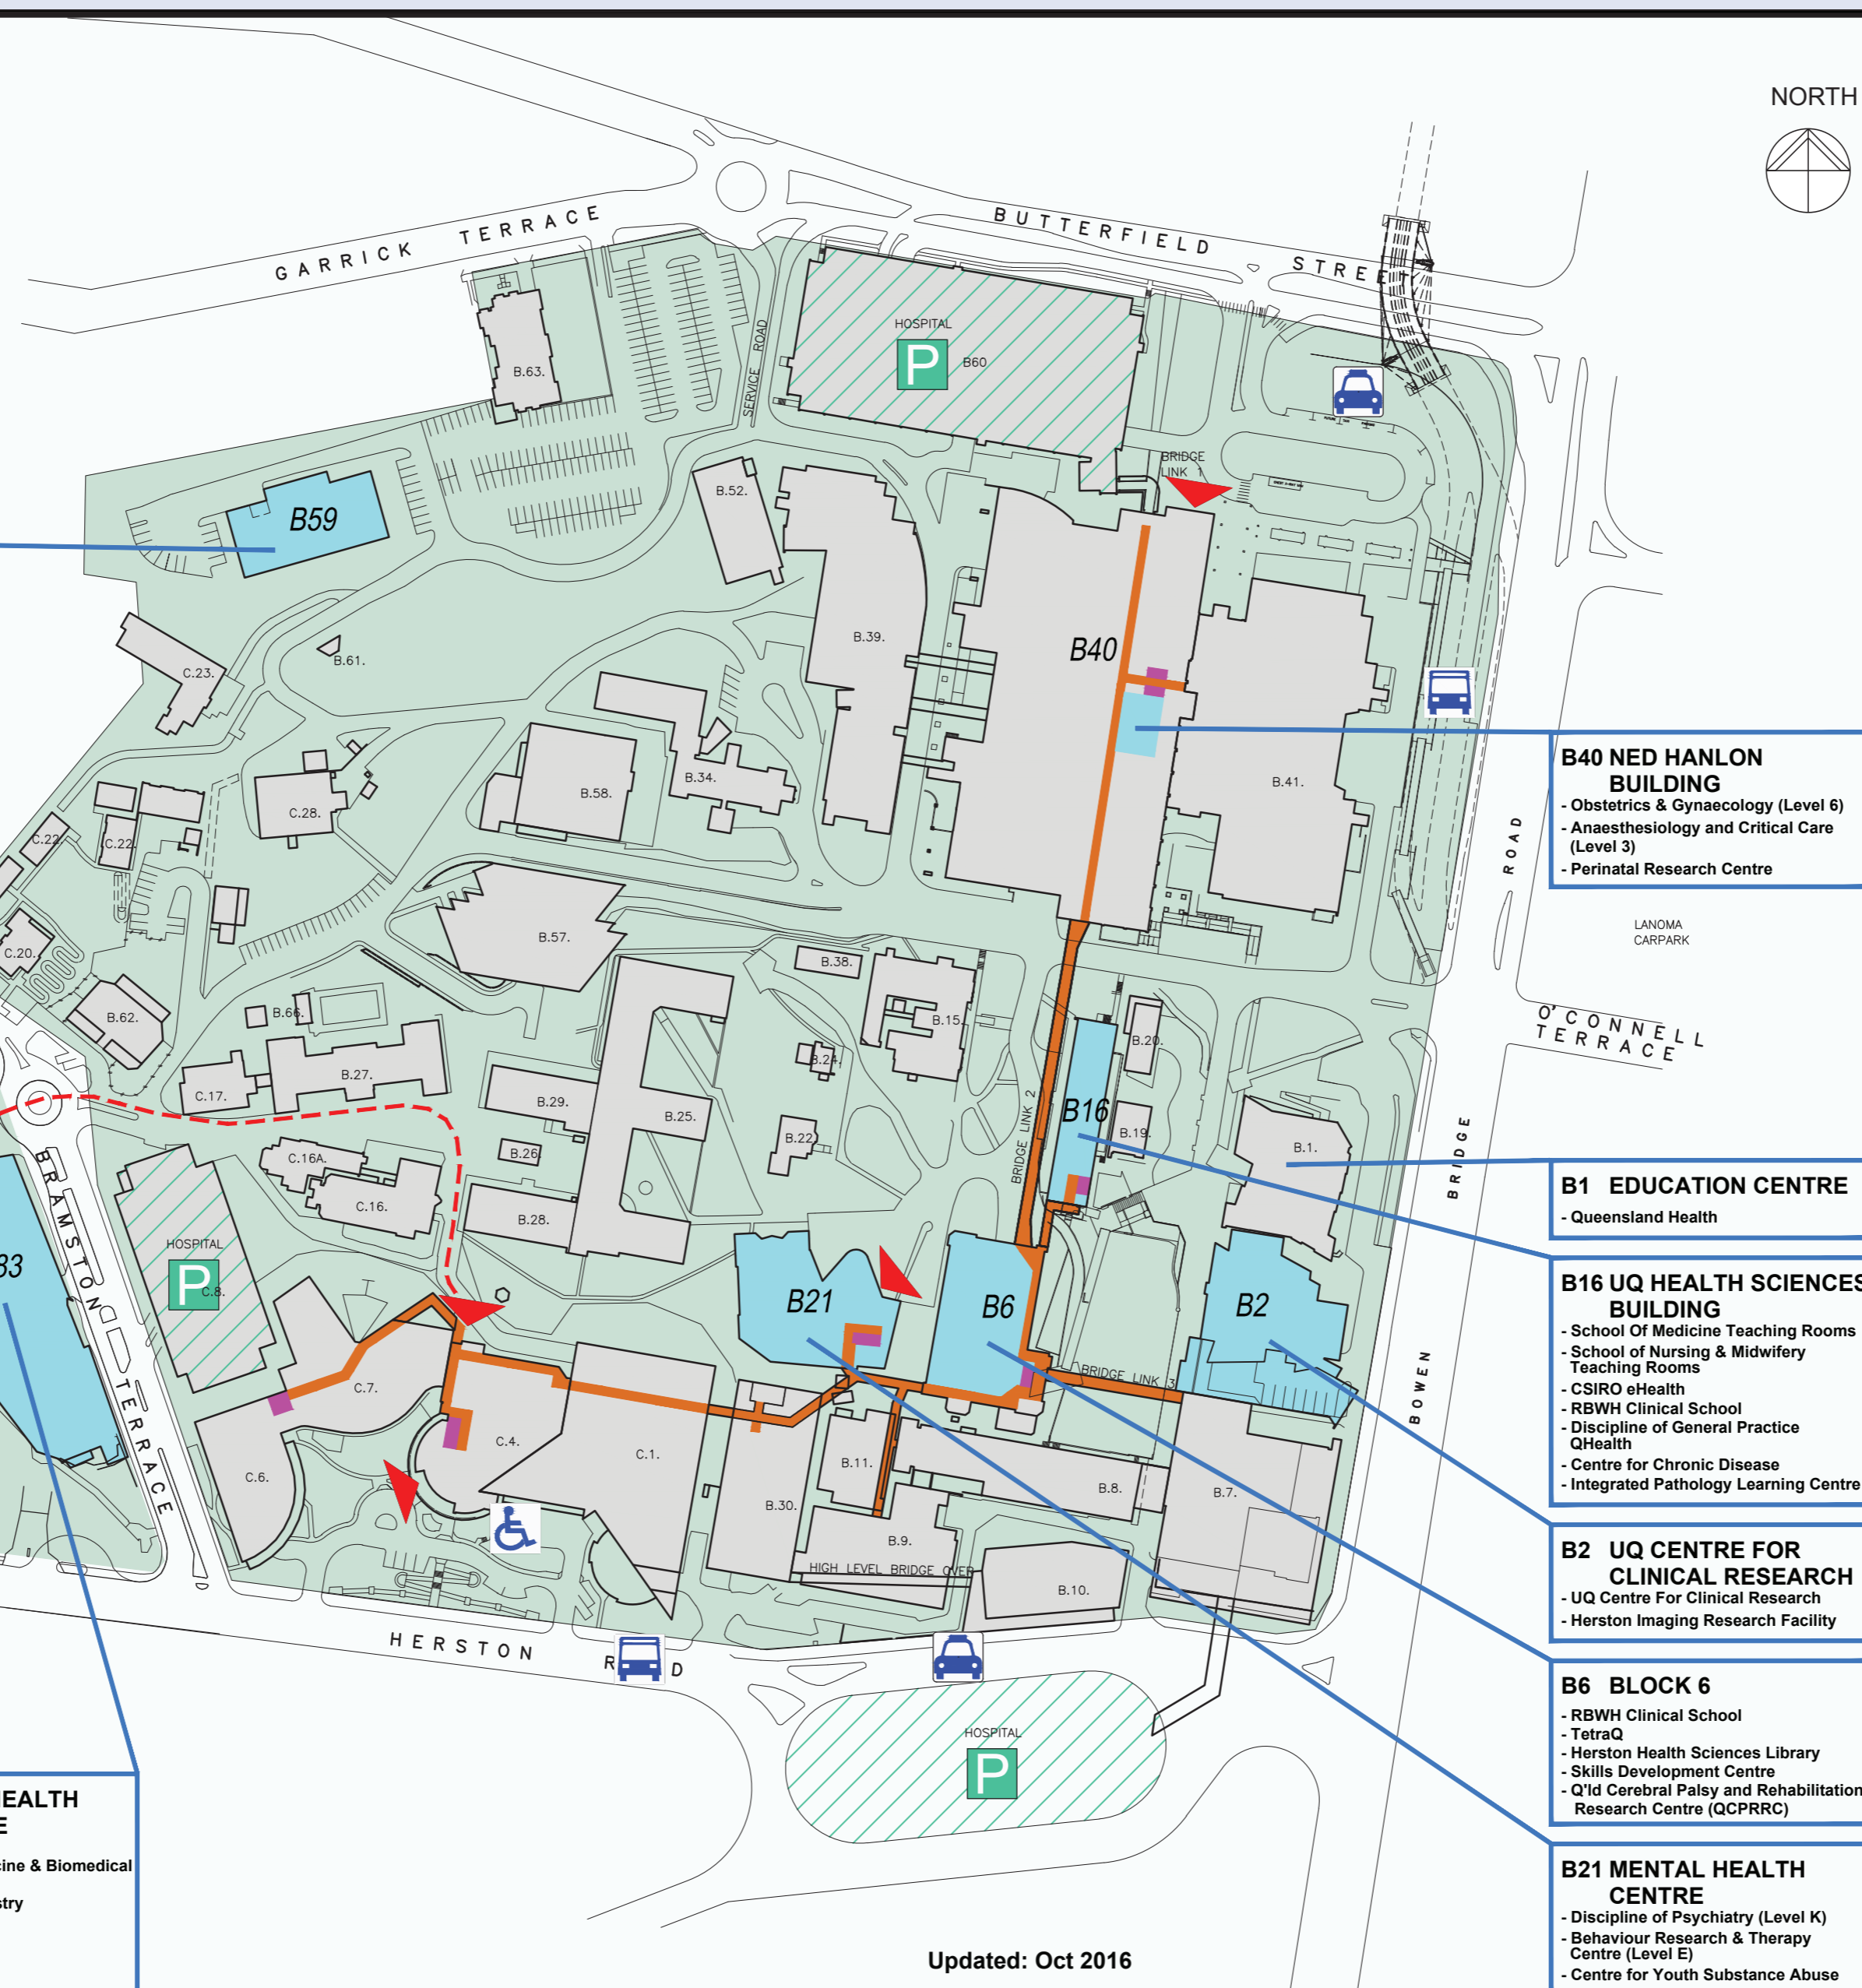 NORTH
GARRICK TERRACE
BUTTERFIELD STREET
SERVICE ROAD
HOSPITAL
P
B60
B.63.
BRIDGE
LINK 1
B.52.
B59
B.39.
B40
B.61.
C.23.
B.41.
B.34.
B.58.
C.28.
C.22.
C.22.
B40 NED HANLON
BUILDING
- Obstetrics & Gynaecology (Level 6)
- Anaesthesiology and Critical Care
(Level 3)
- Perinatal Research Centre
LANOMA
CARPARK
O'CONNELL
TERRACE
BOWEN BRIDGE ROAD
C.20.
B.57.
B.38.
B.15.
B.62.
B.66.
B.20.
B.24.
B.27.
C.17.
B.29.
B.25.
BRIDGE LINK 2
B16
B.19.
B.22.
B.26.
B.1.
C.16A.
C.16.
B.28.
BRAMSTON TERRACE
HOSPITAL
P
C.8.
33
B21
B6
B2
BRIDGE LINK 3
C.7.
C.6.
C.4.
C.1.
B.11.
B.30.
B.8.
B.7.
B.9.
HIGH LEVEL BRIDGE OVER
B.10.
HERSTON R D
HOSPITAL
P
B1 EDUCATION CENTRE
- Queensland Health
B16 UQ HEALTH SCIENCES
BUILDING
- School Of Medicine Teaching Rooms
- School of Nursing & Midwifery
Teaching Rooms
- CSIRO eHealth
- RBWH Clinical School
- Discipline of General Practice
QHealth
- Centre for Chronic Disease
- Integrated Pathology Learning Centre
B2 UQ CENTRE FOR
CLINICAL RESEARCH
- UQ Centre For Clinical Research
- Herston Imaging Research Facility
B6 BLOCK 6
- RBWH Clinical School
- TetraQ
- Herston Health Sciences Library
- Skills Development Centre
- Q'ld Cerebral Palsy and Rehabilitation
Research Centre (QCPRRC)
B21 MENTAL HEALTH
CENTRE
- Discipline of Psychiatry (Level K)
- Behaviour Research & Therapy
Centre (Level E)
- Centre for Youth Substance Abuse
EALTH
E
cine & Biomedical
stry
Updated: Oct 2016